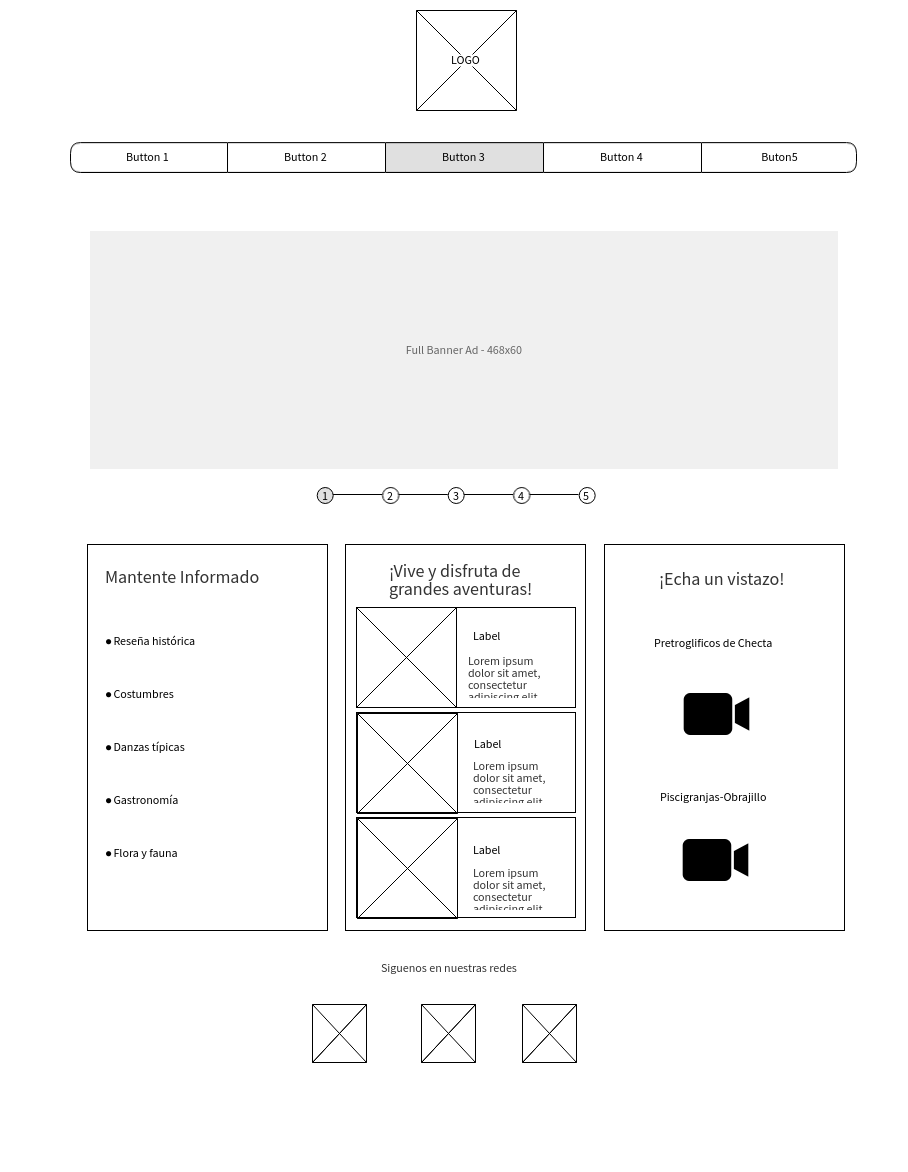 LOGO
Button 1
Button 2
Button 3
Button 4
Buton5
Full Banner Ad - 468x60
1
2
3
4
5
Mantente Informado
● Reseña histórica
● Costumbres
● Danzas típicas
● Gastronomía
● Flora y fauna
¡Vive y disfruta de
grandes aventuras!
Label
Lorem ipsum
dolor sit amet,
consectetur
adipiscing elit
Label
Lorem ipsum
dolor sit amet,
consectetur
adipiscing elit
Label
Lorem ipsum
dolor sit amet,
consectetur
adipiscing elit
¡Echa un vistazo!
Pretroglificos de Checta
Piscigranjas-Obrajillo
Siguenos en nuestras redes